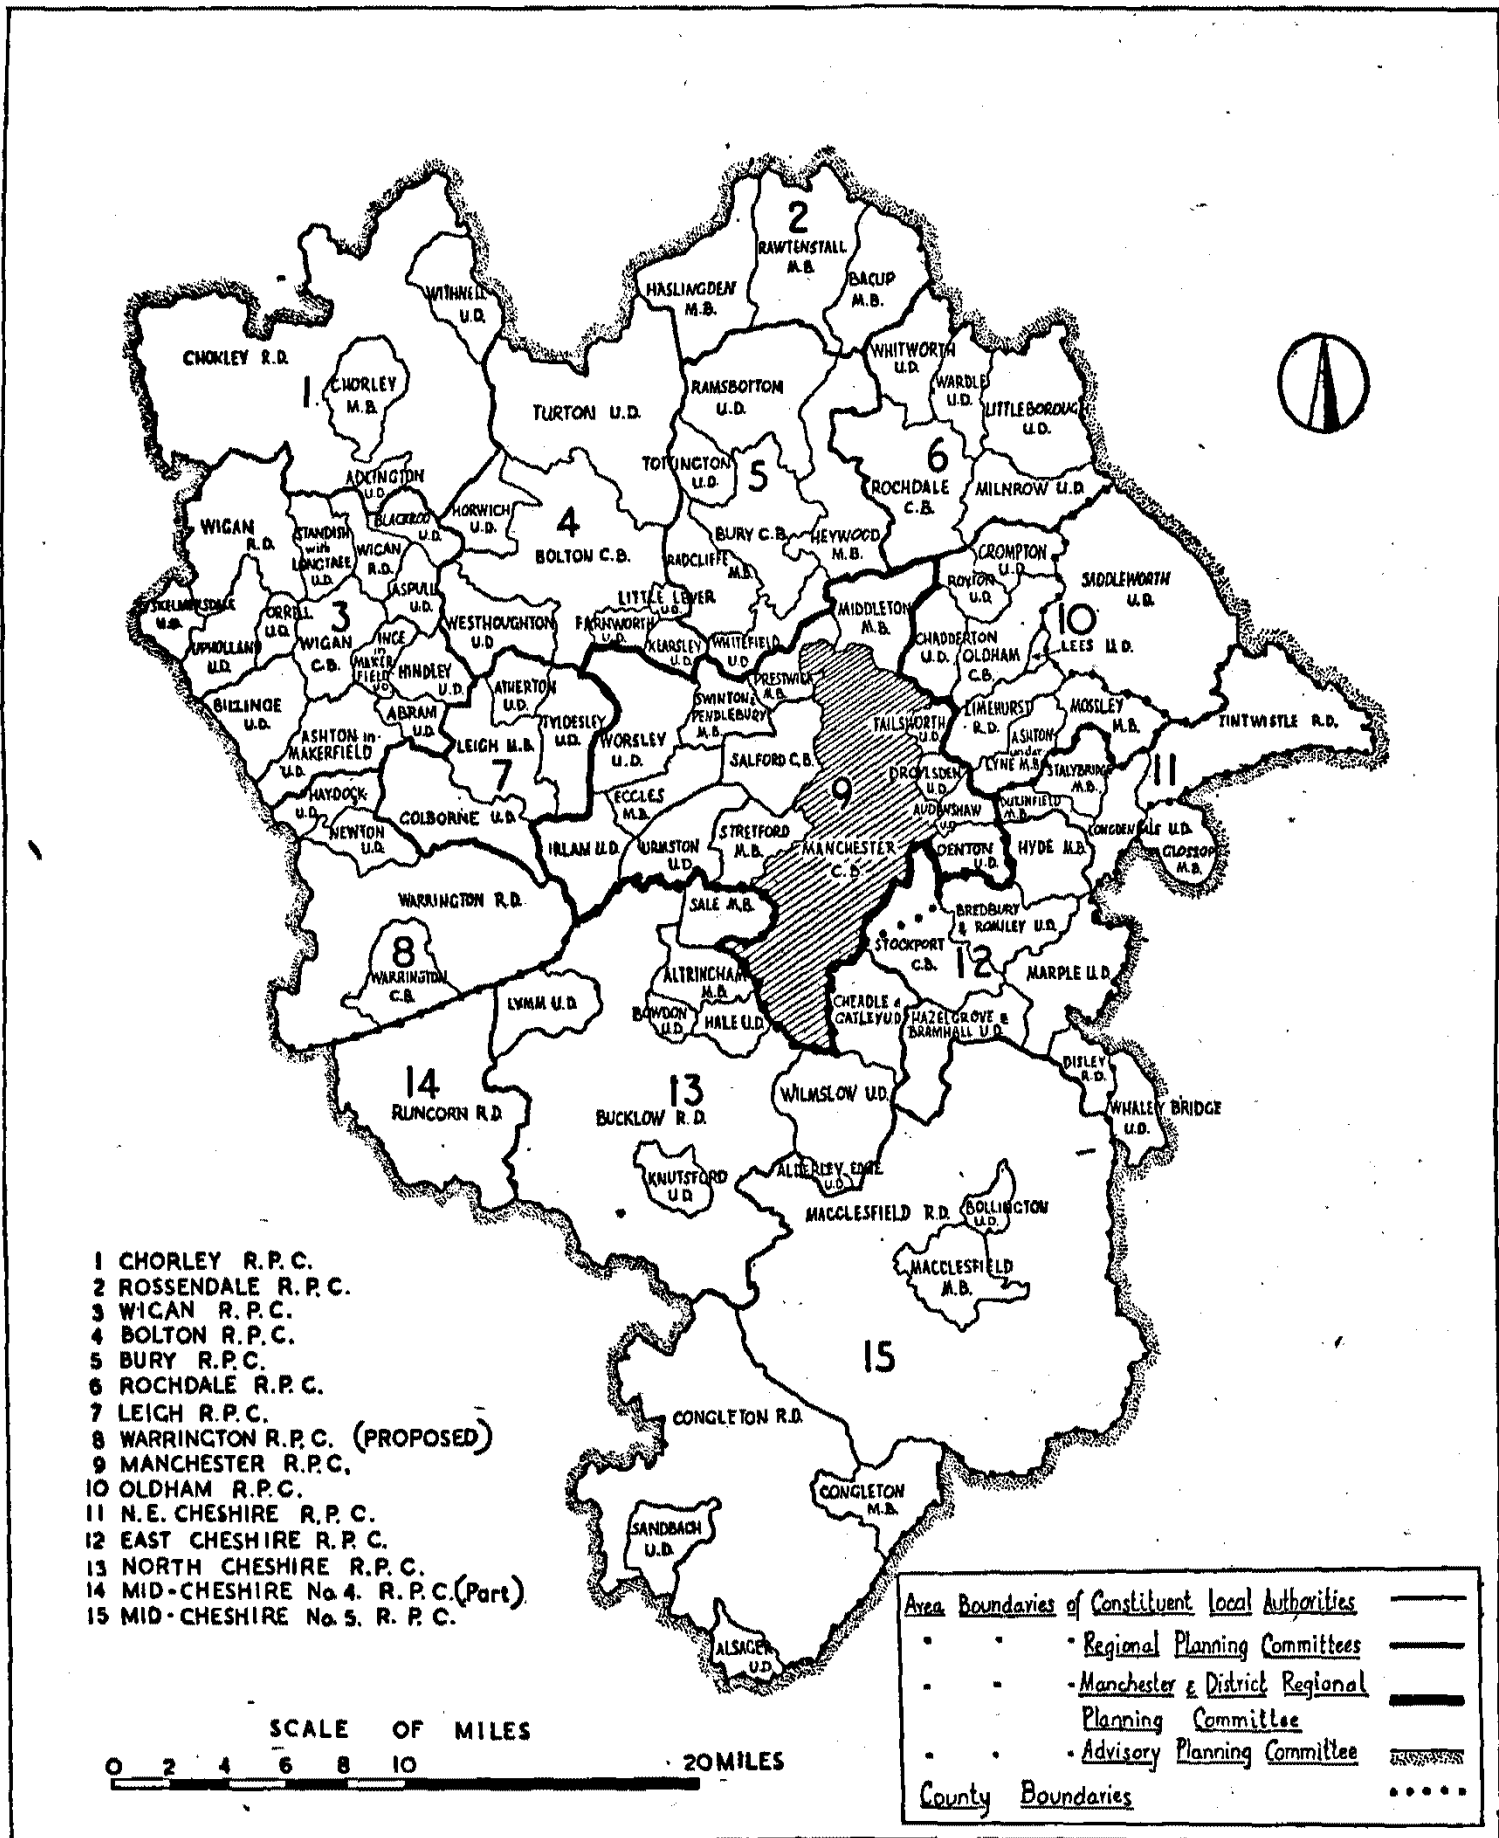 2
RAWTENSTALL
M.B.
HASLINGDEN
M.B.
BACUP
M.B.
WITHNELL
U.D.
CHORLEY R.D.
1
CHORLEY
M.B.
TURTON U.D.
RAMSBOTTOM
U.D.
WHITWORTH
U.D.
WARDLE
U.D.
LITTLEBOROUGH
U.D.
ADLINGTON
U.D.
TOTTINGTON
U.D.
5
6
ROCHDALE
C.B.
MILNROW U.D.
WIGAN
R.D.
STANDISH
with
LANGTREE
U.D.
BLACKROD
U.D.
HORWICH
U.D.
4
BOLTON C.B.
BURY C.B.
HEYWOOD
M.B.
RADCLIFFE
M.B.
WIGAN
R.D.
ASPULL
U.D.
CROMPTON
U.D.
ROYTON
U.D.
SADDLEWORTH
U.D.
SKELMERSDALE
U.D.
ORRELL
U.D.
3
WIGAN
C.B.
UPHOLLAND
U.D.
INCE
in
MAKER
FIELD
U.D.
HINDLEY
U.D.
WESTHOUGHTON
U.D
LITTLE LEVER
U.D.
FARNWORTH
U.D.
KEARSLEY
U.D.
WHITEFIELD
U.D
MIDDLETON
M.B.
CHADDERTON
U.D.
OLDHAM
C.B.
10
LEES U.D.
BILLINGE
U.D.
ABRAM
U.D.
ATHERTON
U.D.
TYLDESLEY
U.D.
LEIGH M.B.
7
ASHTON in
MAKERFIELD
U.D.
WORSLEY
U.D.
SWINTON &
PENDLEBURY
M.B.
PRESTWICH
M.B.
SALFORD C.B.
FAILSWORTH
U.D.
LIMEHURST
R.D.
ASHTON
under
LYNE M.B.
MOSSLEY
M.B.
TINTWISTLE R.D.
STALYBRIDGE
M.B.
11
HAYDOCK
U.D.
NEWTON
U.D.
GOLBORNE U.D.
ECCLES
M.B.
IRLAM U.D.
URMSTON
U.D.
STRETFORD
M.B.
9
MANCHESTER
C.B.
DROYLSDEN
U.D.
AUDENSHAW
U.D.
DENTON
U.D.
DUKINFIELD
M.B.
HYDE M.B.
LONGDENDALE U.D.
GLOSSOP
M.B.
WARRINGTON R.D.
8
WARRINGTON
C.B.
SALE M.B.
BREDBURY
& ROMILEY U.D.
STOCKPORT
C.B.
12
MARPLE U.D.
LYMM U.D.
ALTRINCHAM
M.B.
BOWDON
U.D.
HALE U.D.
CHEADLE &
GATLEY U.D.
HAZELGROVE &
BRAMHALL U.D.
DISLEY
R.D.
WHALEY BRIDGE
U.D.
14
RUNCORN R.D.
13
BUCKLOW R.D.
WILMSLOW U.D.
KNUTSFORD
U.D
ALDERLEY EDGE
U.D.
MACCLESFIELD R.D.
BOLLINGTON
U.D.
MACCLESFIELD
M.B.
15
CONGLETON R.D.
CONGLETON
M.B.
SANDBACH
U.D.
ALSAGER
U.D.
1 CHORLEY R.P.C.
2 ROSSENDALE R.P.C.
3 WIGAN R.P.C.
4 BOLTON R.P.C.
5 BURY R.P.C.
6 ROCHDALE R.P.C.
7 LEIGH R.P.C.
8 WARRINGTON R.P.C. (PROPOSED)
9 MANCHESTER R.P.C.
10 OLDHAM R.P.C.
11 N.E. CHESHIRE R.P.C.
12 EAST CHESHIRE R.P.C.
13 NORTH CHESHIRE R.P.C.
14 MID-CHESHIRE No. 4. R.P.C. (Part)
15 MID-CHESHIRE No. 5. R.P.C.
SCALE OF MILES
0 2 4 6 8 10 20 MILES
Area Boundaries of Constituent Local Authorities
" " " Regional Planning Committees
" " " Manchester & District Regional
Planning Committee
" " " Advisory Planning Committee
County Boundaries